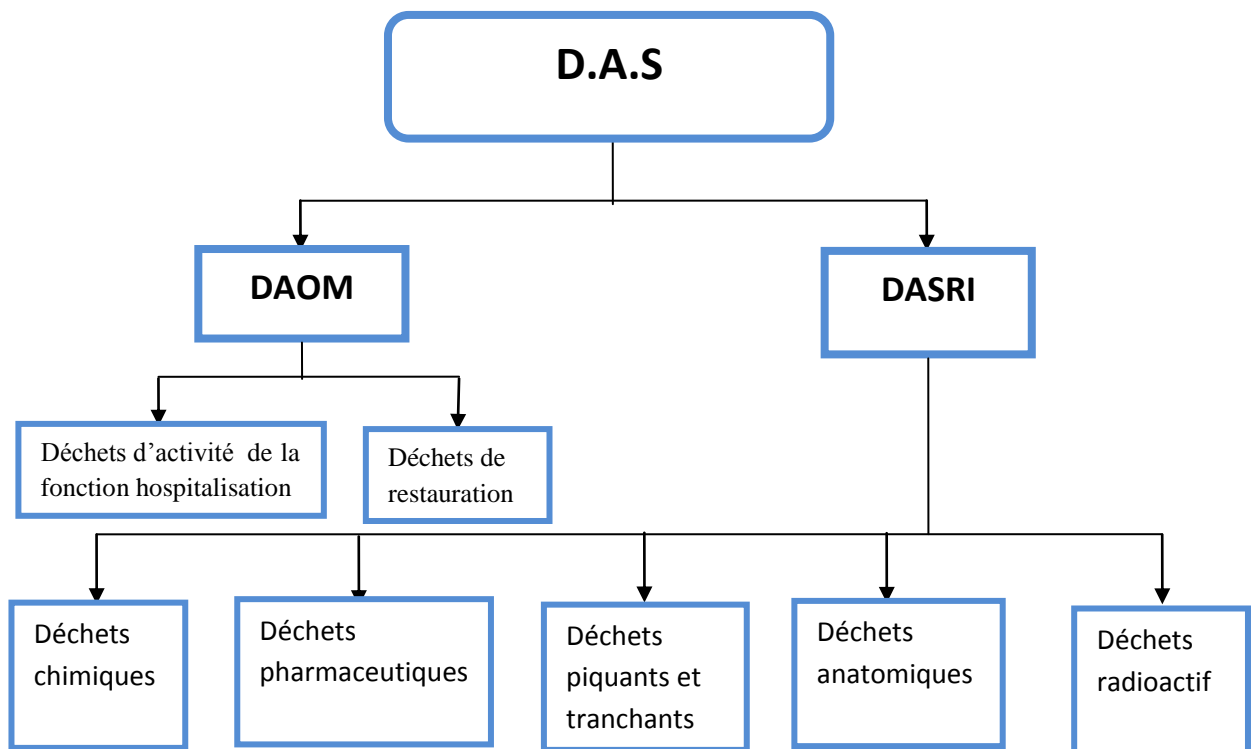 D.A.S
DAOM
DASRI
Déchets d’activité de la
fonction hospitalisation
Déchets de
restauration
Déchets
chimiques
Déchets
pharmaceutiques
Déchets
piquants et
tranchants
Déchets
anatomiques
Déchets
radioactif